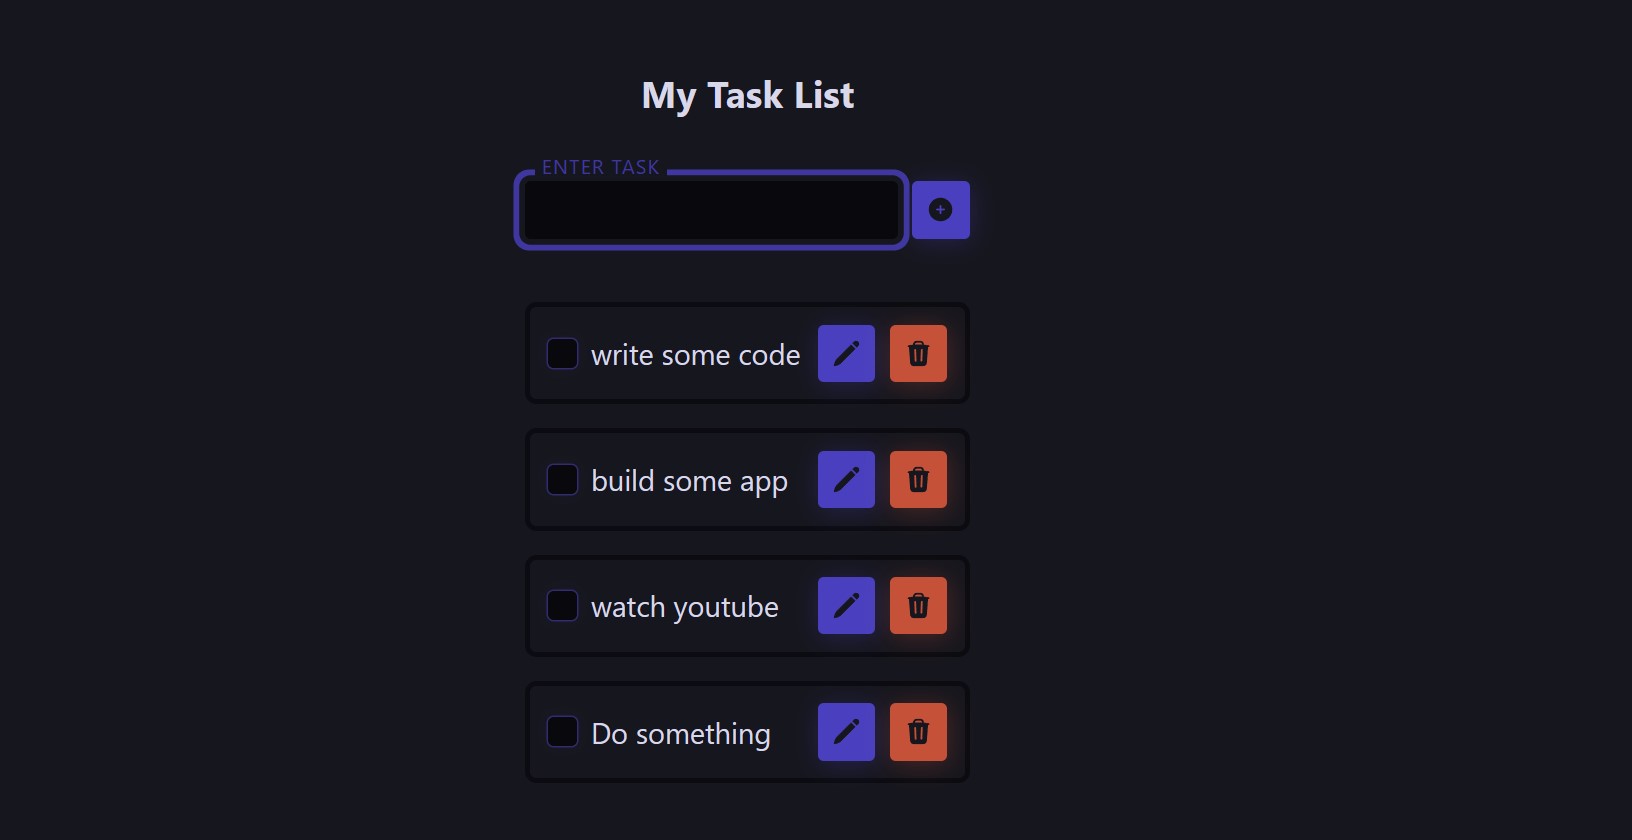 My Task List
ENTER TASK
write some code
build some app
watch youtube
Do something